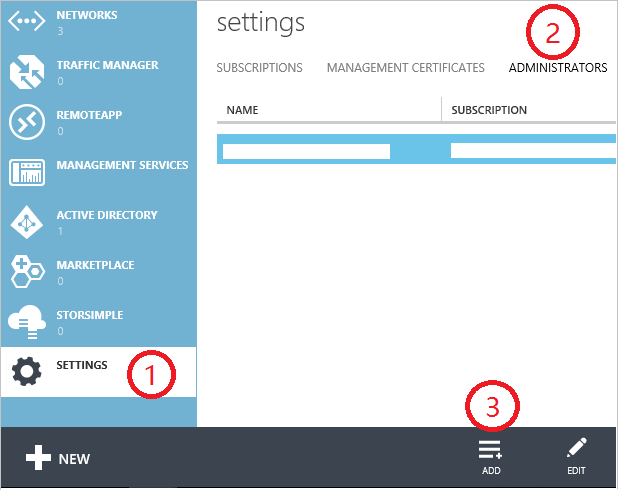 NETWORKS
3
TRAFFIC MANAGER
0
REMOTEAPP
0
MANAGEMENT SERVICES
ACTIVE DIRECTORY
1
MARKETPLACE
0
STORSIMPLE
0
SETTINGS
1
settings
2
SUBSCRIPTIONS MANAGEMENT CERTIFICATES ADMINISTRATORS
NAME SUBSCRIPTION
3
NEW
ADD
EDIT